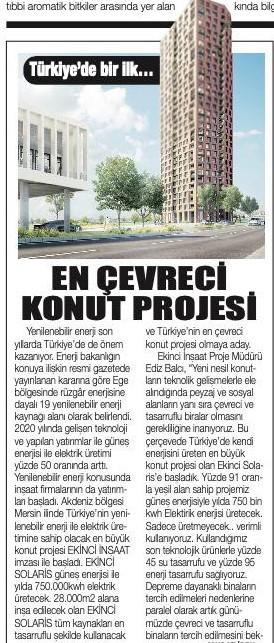 tıbbi aromatik bitkiler arasında yer alan
kında bilg
Türkiye’de bir ilk...
EN ÇEVRECİ
KONUT PROJESİ
Yenilenebilir enerji son
yıllarda Türkiye’de de önem
kazanıyor. Enerji bakanlığın
konuya ilişkin resmi gazetede
yayınlanan kararına göre Ege
bölgesinde rüzgâr enerjisine
dayalı 19 yenilenebilir enerji
kaynağı alanı olarak belirlendi.
2020 yılında gelişen teknoloji
ve yapılan yatırımlar ile güneş
enerjisi ile elektrik üretimi
yüzde 50 oranında arttı.
Yenilenebilir enerji konusunda
inşaat firmalarının da yatırım-
ları başladı. Akdeniz bölgesi
Mersin ilinde Türkiye’nin yeni-
lenebilir enerji ile elektrik üre-
timine sahip olacak en büyük
konut projesi EKİNCİ İNŞAAT
imzası ile başladı. EKİNCİ
SOLARİS güneş enerjisi ile
yılda 750.000kwh elektrik
üretecek. 28.000m2 alana
inşa edilecek olan EKİNCİ
SOLARİS tüm kaynakları en
tasarruflu şekilde kullanacak
ve Türkiye’nin en çevreci
konut projesi olmaya aday.
Ekinci İnşaat Proje Müdürü
Ediz Balcı, “Yeni nesil konut-
ların teknolik gelişmelerle ele
alındığında peyzaj ve sosyal
alanların yanı sıra çevreci ve
tasarruflu binalar olmasını
gerekliligine inanıyoruz. Bu
çerçevede Türkiye’de kendi
enerjisini üreten en büyük
konut projesi olan Ekinci Sola-
ris’e başladık. Yüzde 91 oran-
la yeşil alan sahip projemiz
güneş enerjisiyle yılda 750 bin
kwh Elektirik enerjisi üretecek.
Sadece üretmeyecek.. verimli
kullanıyoruz. Kullandığımız
son teknolojik ürünlerle yüzde
45 su tasarrufu ve yüzde 95
enerji tasarrufu sağlıyoruz.
Depreme dayanaklı binaların
tercih edilmeleri nedenlerine
paralel olarak artık günü-
müzde çevreci ve tasarruflu
binaların tercih edilmesini bek-